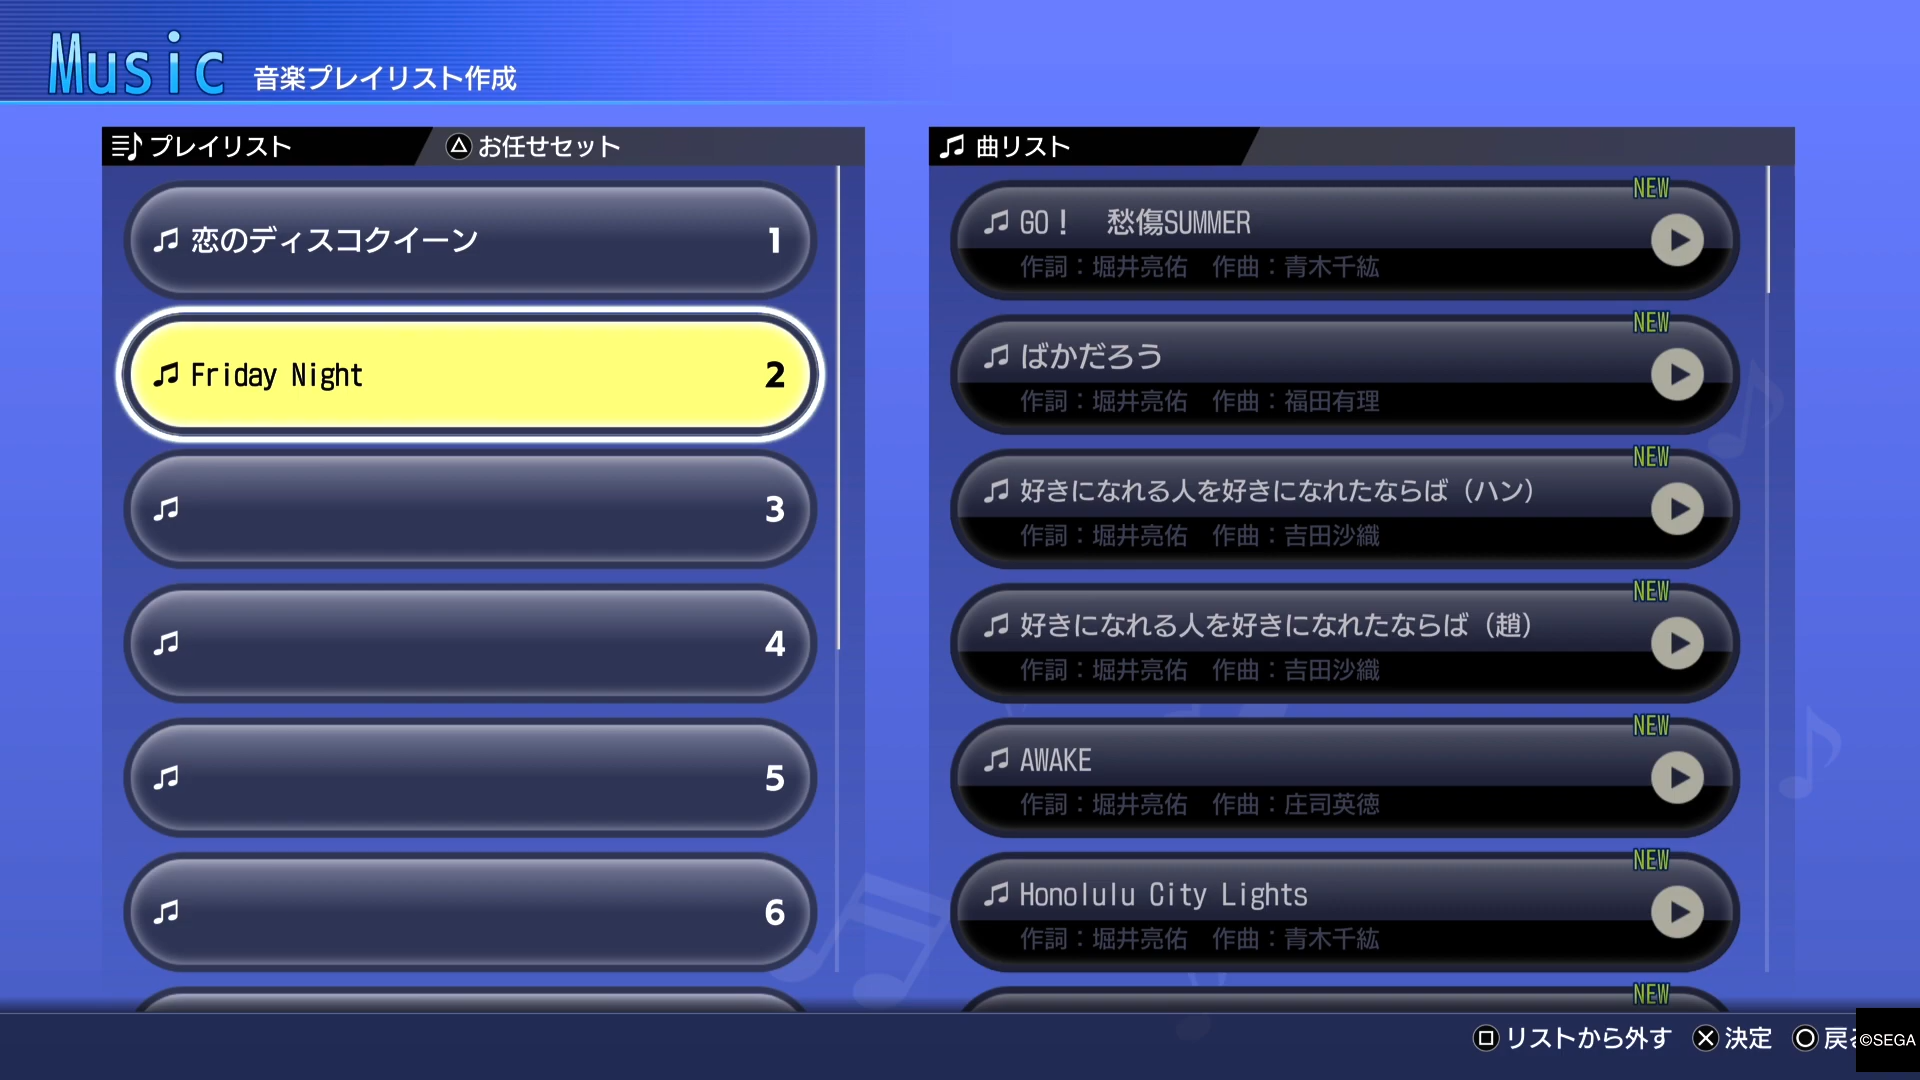 Music 音楽プレイリスト作成
プレイリスト
お任せセット
恋のディスコクイーン 1
Friday Night 2
3
4
5
6
曲リスト
NEW
GO! 愁傷SUMMER
作詞：堀井亮佑 作曲：青木千紘
NEW
ばかだろう
作詞：堀井亮佑 作曲：福田有理
NEW
好きになれる人を好きになれたならば（ハン）
作詞：堀井亮佑 作曲：吉田沙織
NEW
好きになれる人を好きになれたならば（趙）
作詞：堀井亮佑 作曲：吉田沙織
NEW
AWAKE
作詞：堀井亮佑 作曲：庄司英徳
NEW
Honolulu City Lights
作詞：堀井亮佑 作曲：青木千紘
NEW
リストから外す 決定 戻
©SEGA